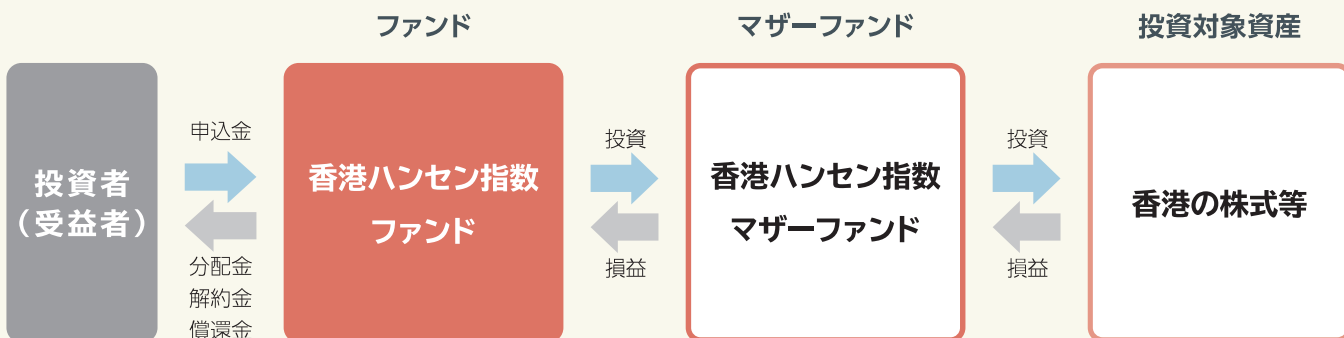 ファンド
マザーファンド
投資対象資産
投資者
（受益者）
申込金
分配金
解約金
償還金
香港ハンセン指数
ファンド
投資
損益
香港ハンセン指数
マザーファンド
投資
損益
香港の株式等